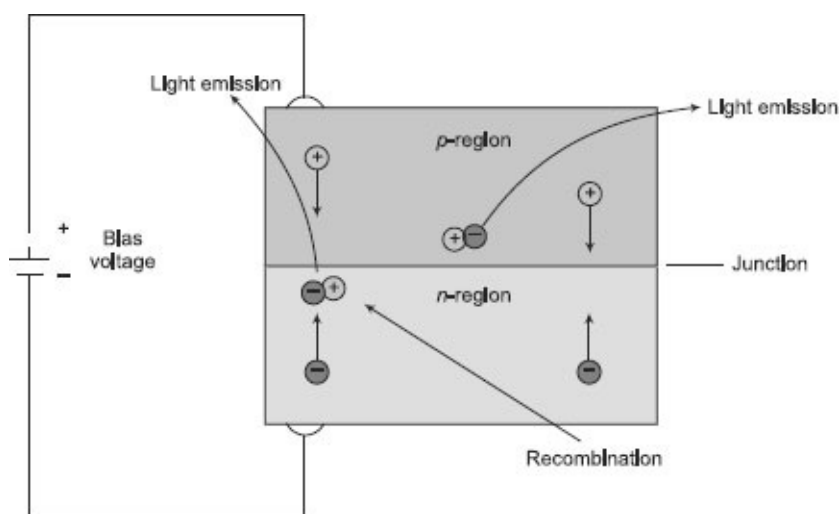 Light emission
Light emission
p-region
+
+
+
Bias
voltage
−
+ −
Junction
− +
n-region
−
−
Recombination